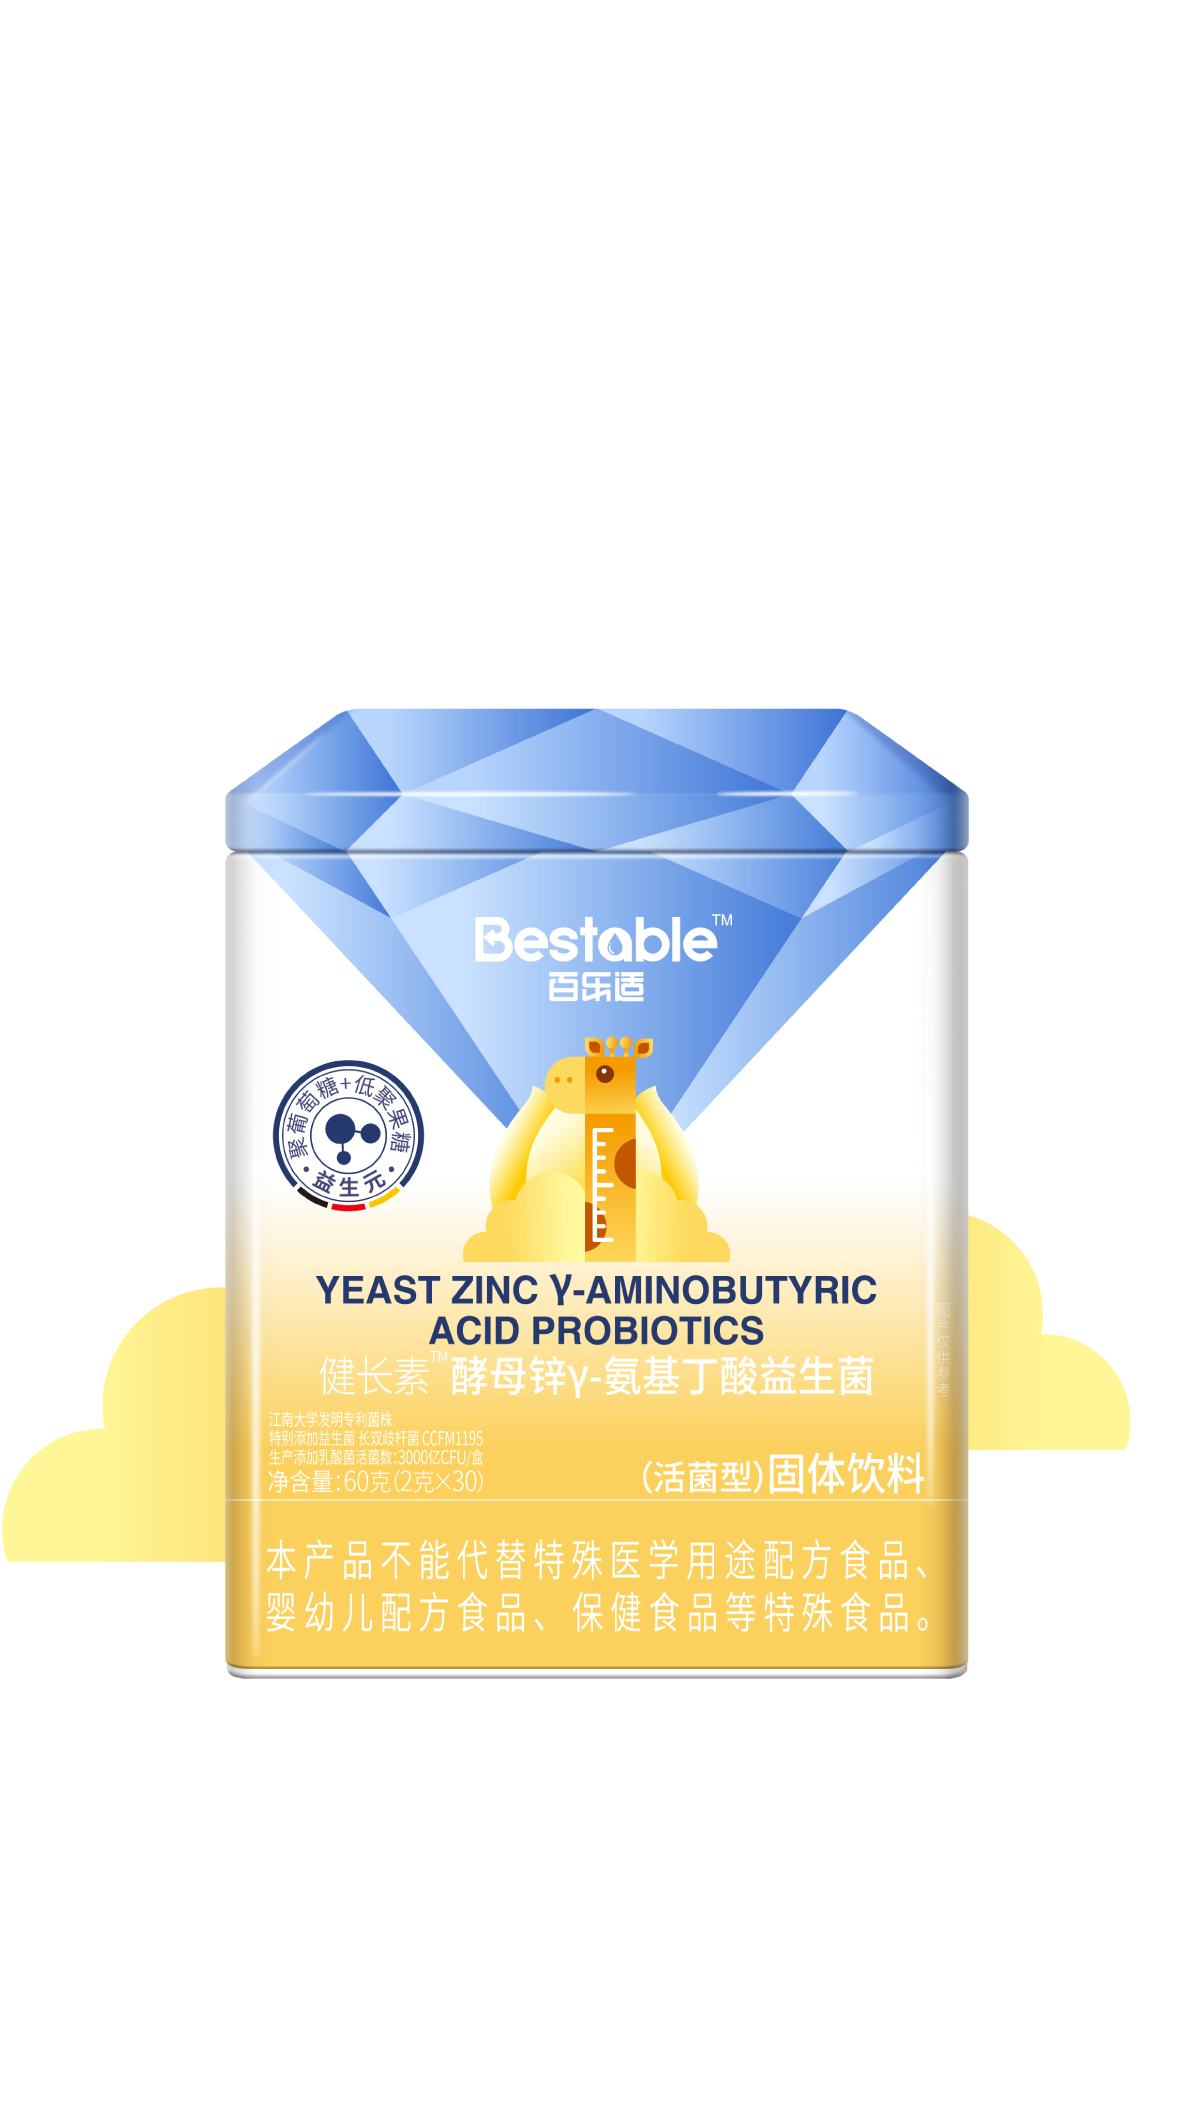 Bestable™
百乐适
聚葡萄糖+低聚果糖
·益生元·
YEAST ZINC γ-AMINOBUTYRIC
ACID PROBIOTICS
健长素™酵母锌γ-氨基丁酸益生菌
图片仅供参考
江南大学发明专利菌株
特别添加益生菌 长双歧杆菌 CCFM1195
生产添加乳酸菌活菌数:3000亿CFU/盒
净含量:60克(2克×30)
(活菌型)固体饮料
本产品不能代替特殊医学用途配方食品、
婴幼儿配方食品、保健食品等特殊食品。